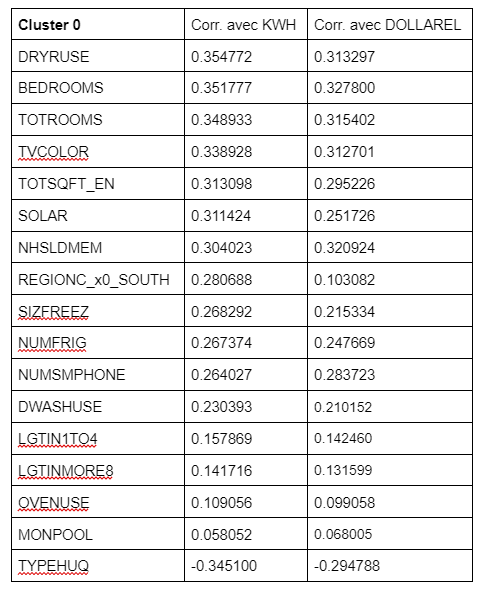 Cluster 0 Corr. avec KWH Corr. avec DOLLAREL
DRYRUSE 0.354772 0.313297
BEDROOMS 0.351777 0.327800
TOTROOMS 0.348933 0.315402
TVCOLOR 0.338928 0.312701
TOTSQFT_EN 0.313098 0.295226
SOLAR 0.311424 0.251726
NHSLDMEM 0.304023 0.320924
REGIONC_x0_SOUTH 0.280688 0.103082
SIZFREEZ 0.268292 0.215334
NUMFRIG 0.267374 0.247669
NUMSMPHONE 0.264027 0.283723
DWASHUSE 0.230393 0.210152
LGTIN1TO4 0.157869 0.142460
LGTINMORE8 0.141716 0.131599
OVENUSE 0.109056 0.099058
MONPOOL 0.058052 0.068005
TYPEHUQ -0.345100 -0.294788